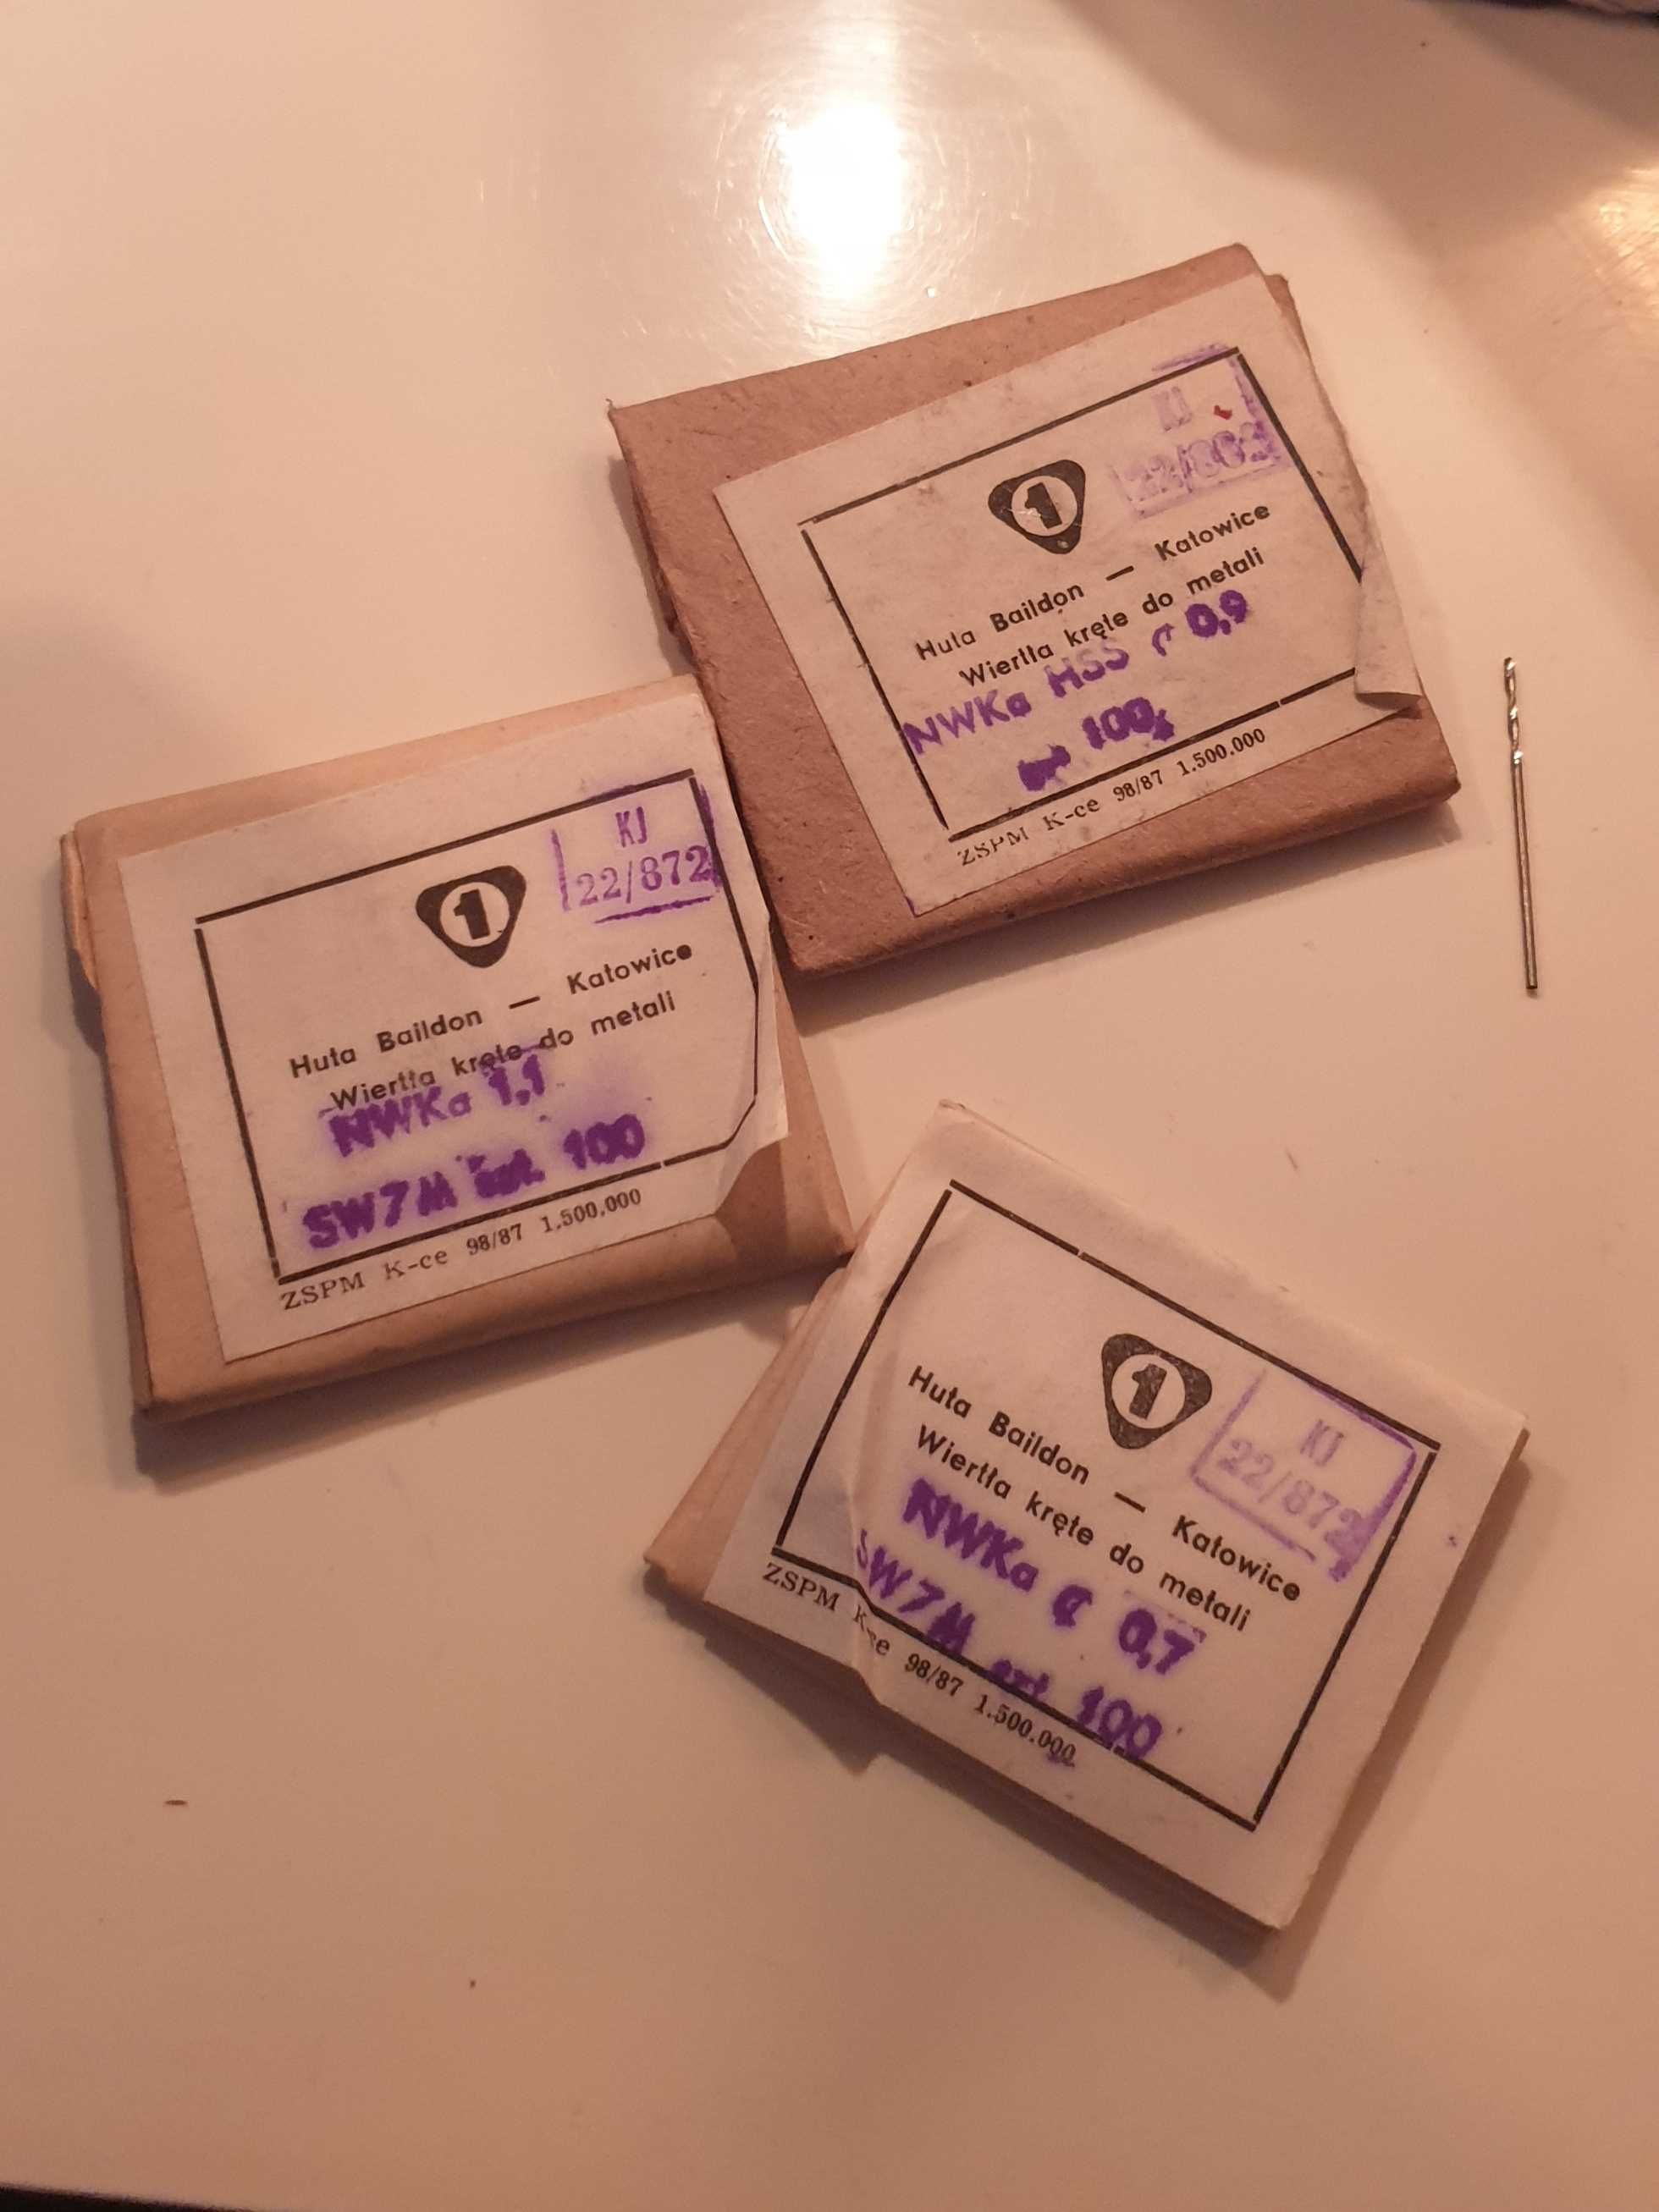 1
KJ
Huta Baildon — Katowice
Wiertła kręte do metali
NWKa HSS 0,9
100
ZSPM K-ce 98/87 1.500.000
1
KJ
22/872
Huta Baildon — Katowice
Wiertła kręte do metali
NWKa 1,1
SW7M szt. 100
ZSPM K-ce 98/87 1.500.000
1
KJ
22/872
Huta Baildon — Katowice
Wiertła kręte do metali
NWKa 0,7
SW7M szt. 100
ZSPM K-ce 98/87 1.500.000